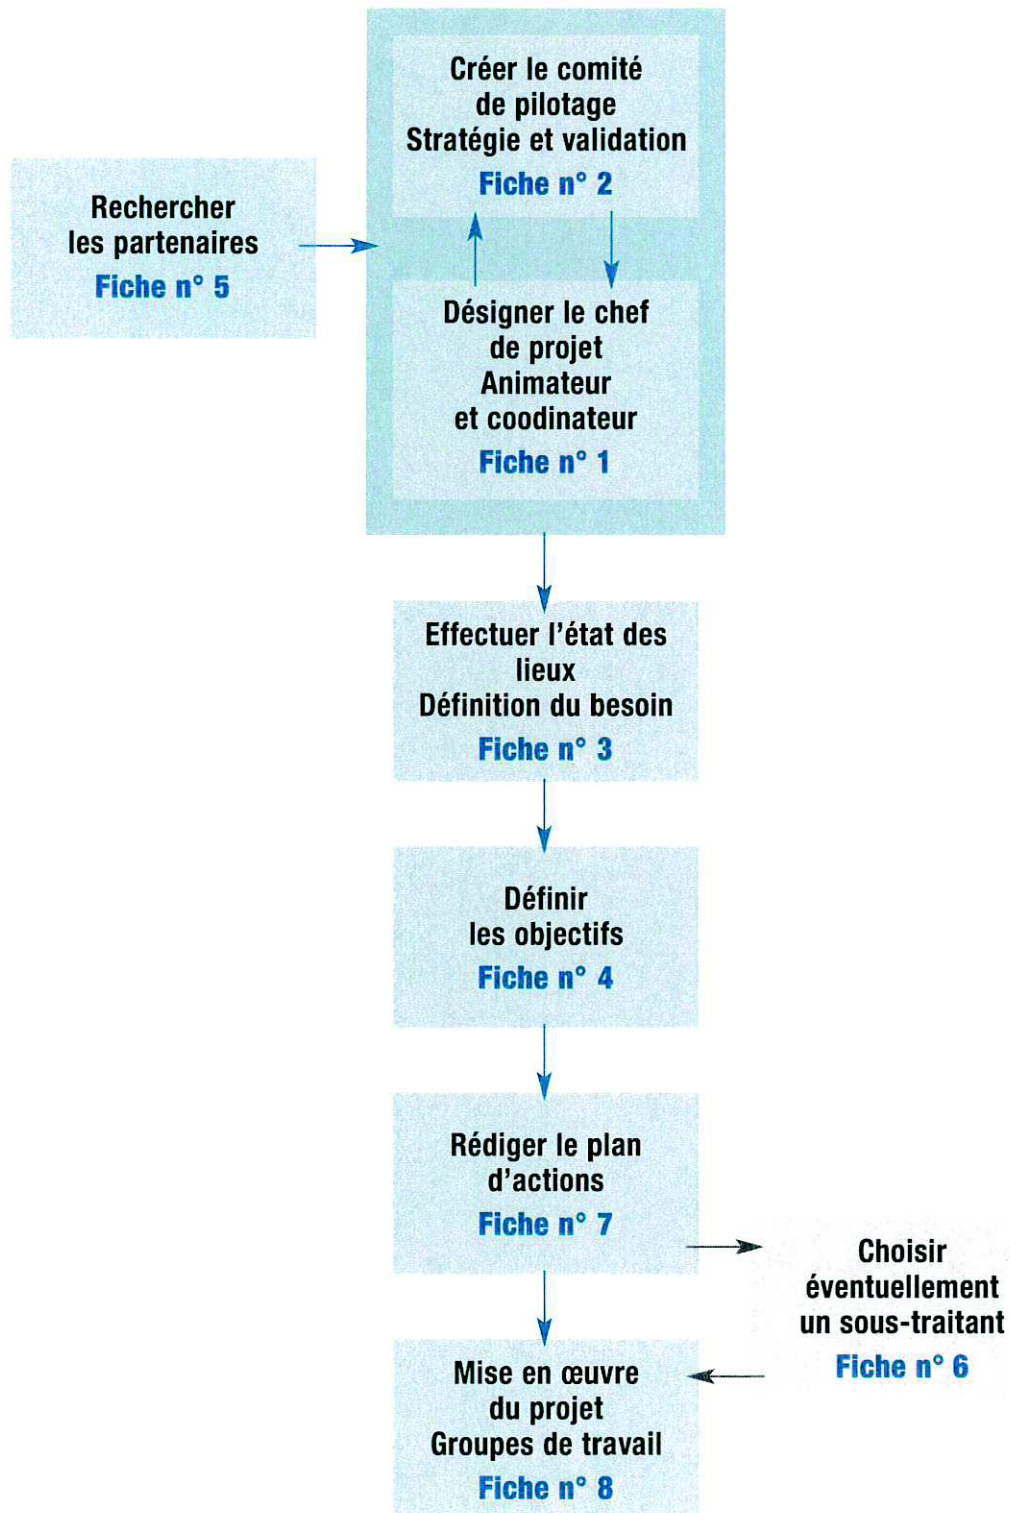 Créer le comité
de pilotage
Stratégie et validation
Fiche n° 2
Rechercher
les partenaires
Fiche n° 5
Désigner le chef
de projet
Animateur
et coodinateur
Fiche n° 1
Effectuer l'état des
lieux
Définition du besoin
Fiche n° 3
Définir
les objectifs
Fiche n° 4
Rédiger le plan
d'actions
Fiche n° 7
Choisir
éventuellement
un sous-traitant
Fiche n° 6
Mise en œuvre
du projet
Groupes de travail
Fiche n° 8